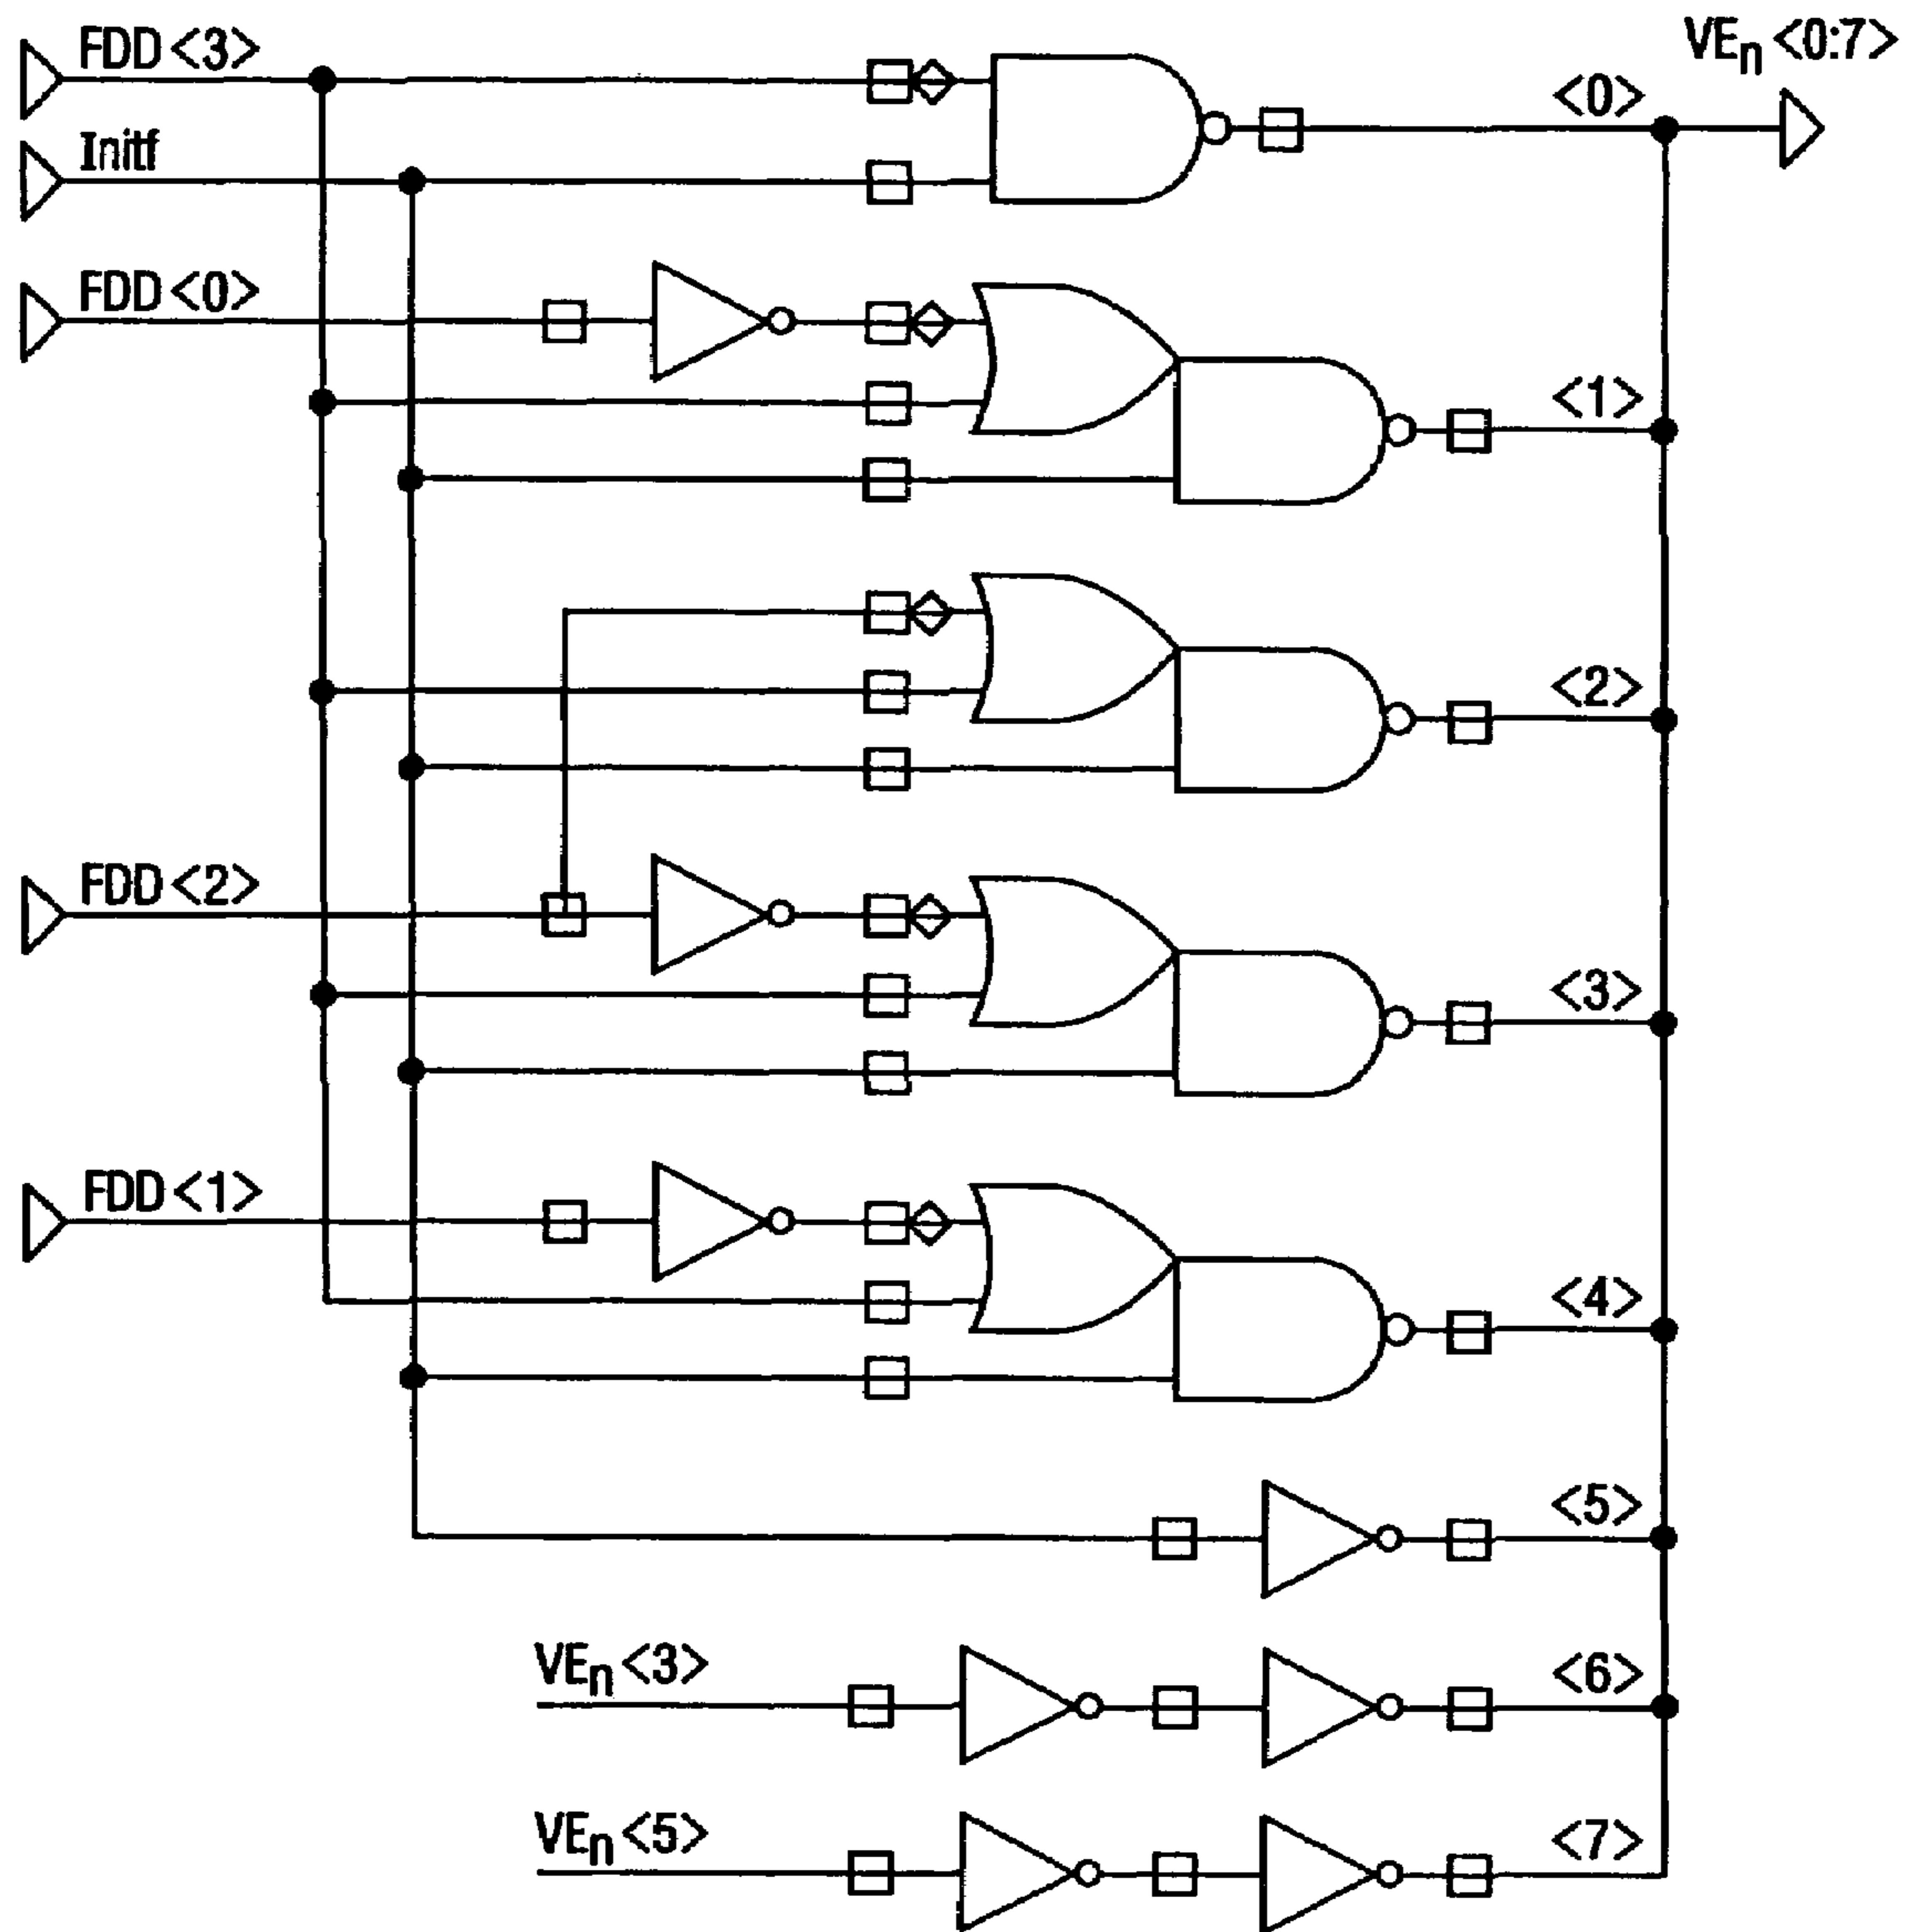 FDD<3>
VEn<0:7>
<0>
Initf
FDD<0>
<1>
<2>
FDD<2>
<3>
FDD<1>
<4>
<5>
VEn<3>
<6>
VEn<5>
<7>